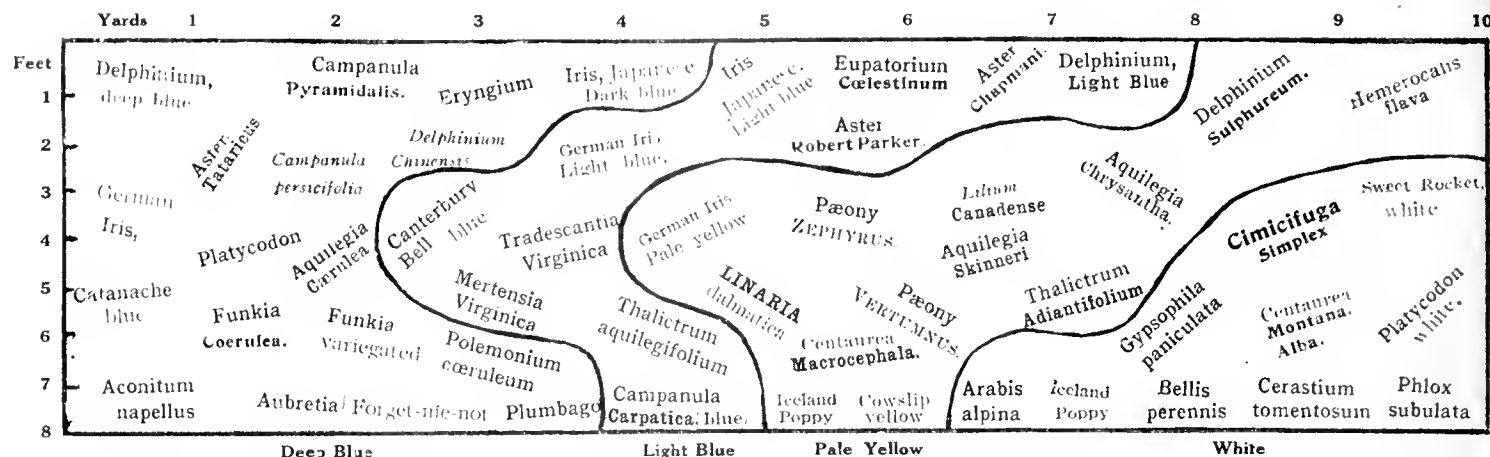 Yards 1 2 3 4 5 6 7 8 9 10
Feet
1
2
3
4
5
6
7
8
Delphinium,
deep blue
Campanula
Pyramidalis.
Eryngium
Iris, Japanese
Dark blue
Iris
Japanese.
Light blue
Eupatorium
Cœlestinum
Aster
Chapmani.
Delphinium,
Light Blue
Delphinium
Sulphureum.
Hemerocalis
flava
Aster
Tataricus
Campanula
persicifolia
Delphinium
Chinensis
German Iris,
Light blue.
Aster
Robert Parker.
Aquilegia
Chrysantha.
German
Iris,
Platycodon
Aquilegia
Cærulea
Canterbury
Bell blue
Tradescantia
Virginica
German Iris
Pale yellow
Pæony
ZEPHYRUS.
Lilium
Canadense
Aquilegia
Skinneri
Cimicifuga
Simplex
Sweet Rocket,
white
Catanache
blue
Funkia
Coerulea.
Funkia
variegated
Mertensia
Virginica
Polemonium
cœruleum
Thalictrum
aquilegifolium
LINARIA
dalmatica
Pæony
VERTUMNUS.
Centaurea
Macrocephala.
Thalictrum
Adiantifolium
Gypsophila
paniculata
Centaurea
Montana.
Alba.
Platycodon
white.
Aconitum
napellus
Aubretia
Forget-me-not
Plumbago
Campanula
Carpatica; blue.
Iceland
Poppy
Cowslip
yellow
Arabis
alpina
Iceland
Poppy
Bellis
perennis
Cerastium
tomentosum
Phlox
subulata
Deep Blue
Light Blue
Pale Yellow
White